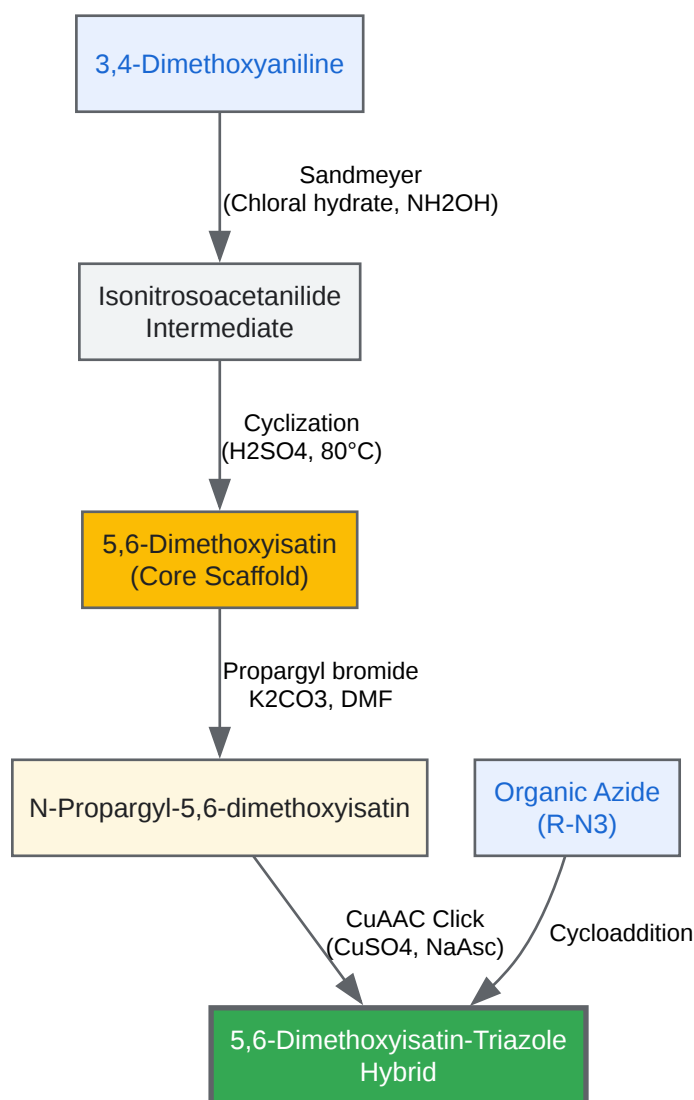 3,4-Dimethoxyaniline
Sandmeyer
(Chloral hydrate, NH2OH)
Isonitrosoacetanilide
Intermediate
Cyclization
(H2SO4, 80°C)
5,6-Dimethoxyisatin
(Core Scaffold)
Propargyl bromide
K2CO3, DMF
N-Propargyl-5,6-dimethoxyisatin
Organic Azide
(R-N3)
CuAAC Click
(CuSO4, NaAsc)
Cycloaddition
5,6-Dimethoxyisatin-Triazole
Hybrid